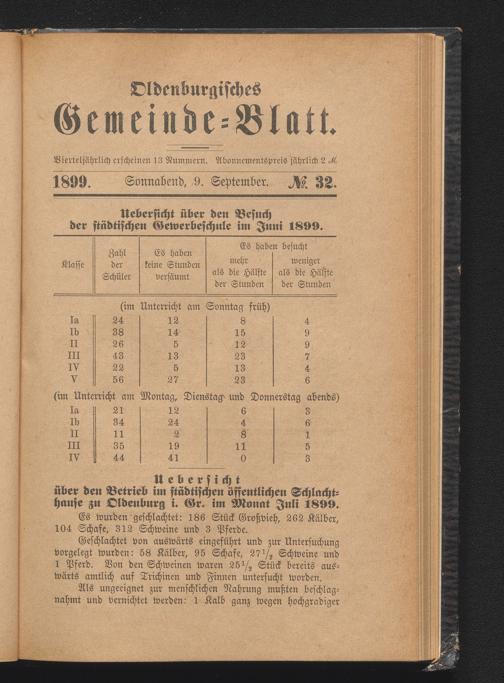 Oldenburgisches
Gemeinde-Blatt.
Vierteljährlich erscheinen 13 Nummern. Abonnementspreis jährlich 2 ℳ
1899. Sonnabend, 9. September. № 32.
Uebersicht über den Besuch
der städtischen Gewerbeschule im Juni 1899.
Klasse | Zahl der Schüler | Es haben keine Stunden versäumt | Es haben besucht mehr als die Hälfte der Stunden | weniger als die Hälfte der Stunden
(im Unterricht am Sonntag früh)
Ia 24 12 8 4
Ib 38 14 15 9
II 26 5 12 9
III 43 13 23 7
IV 22 5 13 4
V 56 27 23 6
(im Unterricht am Montag, Dienstag und Donnerstag abends)
Ia 21 12 6 3
Ib 34 24 4 6
II 11 2 8 1
III 35 19 11 5
IV 44 41 0 3
Uebersicht
über den Betrieb im städtischen öffentlichen Schlacht-
hause zu Oldenburg i. Gr. im Monat Juli 1899.
Es wurden geschlachtet: 186 Stück Großvieh, 262 Kälber,
104 Schafe, 312 Schweine und 3 Pferde.
Geschlachtet von auswärts eingeführt und zur Untersuchung
vorgelegt wurden: 58 Kälber, 95 Schafe, 27½ Schweine und
1 Pferd. Von den Schweinen waren 25½ Stück bereits aus-
wärts amtlich auf Trichinen und Finnen untersucht worden.
Als ungeeignet zur menschlichen Nahrung mußten beschlag-
nahmt und vernichtet werden: 1 Kalb ganz wegen hochgradiger